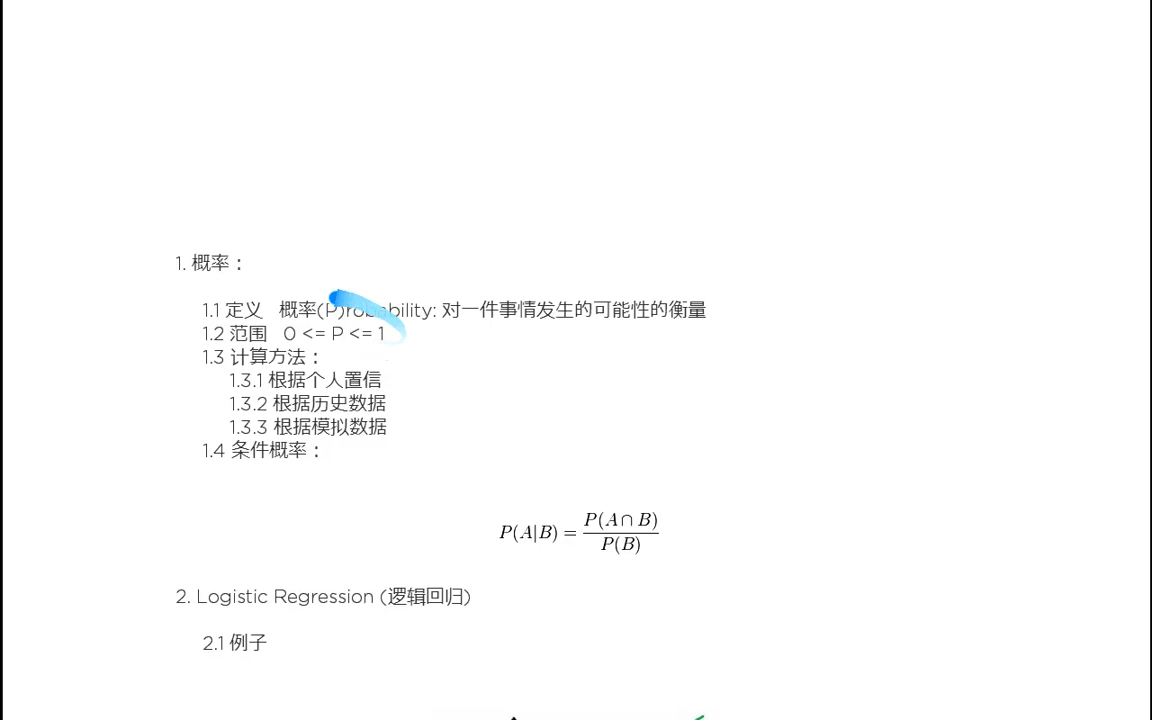 1. 概率：
1.1 定义 概率(P)robability: 对一件事情发生的可能性的衡量
1.2 范围 0 <= P <= 1
1.3 计算方法：
1.3.1 根据个人置信
1.3.2 根据历史数据
1.3.3 根据模拟数据
1.4 条件概率：
P(A|B) = P(A∩B) / P(B)
2. Logistic Regression (逻辑回归)
2.1 例子